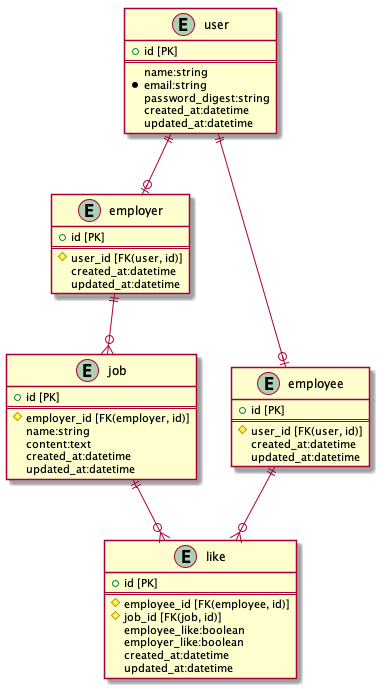 E user
id [PK]
name:string
email:string
password_digest:string
created_at:datetime
updated_at:datetime
E employer
id [PK]
user_id [FK(user, id)]
created_at:datetime
updated_at:datetime
E job
id [PK]
employer_id [FK(employer, id)]
name:string
content:text
created_at:datetime
updated_at:datetime
E employee
id [PK]
user_id [FK(user, id)]
created_at:datetime
updated_at:datetime
E like
id [PK]
employee_id [FK(employee, id)]
job_id [FK(job, id)]
employee_like:boolean
employer_like:boolean
created_at:datetime
updated_at:datetime